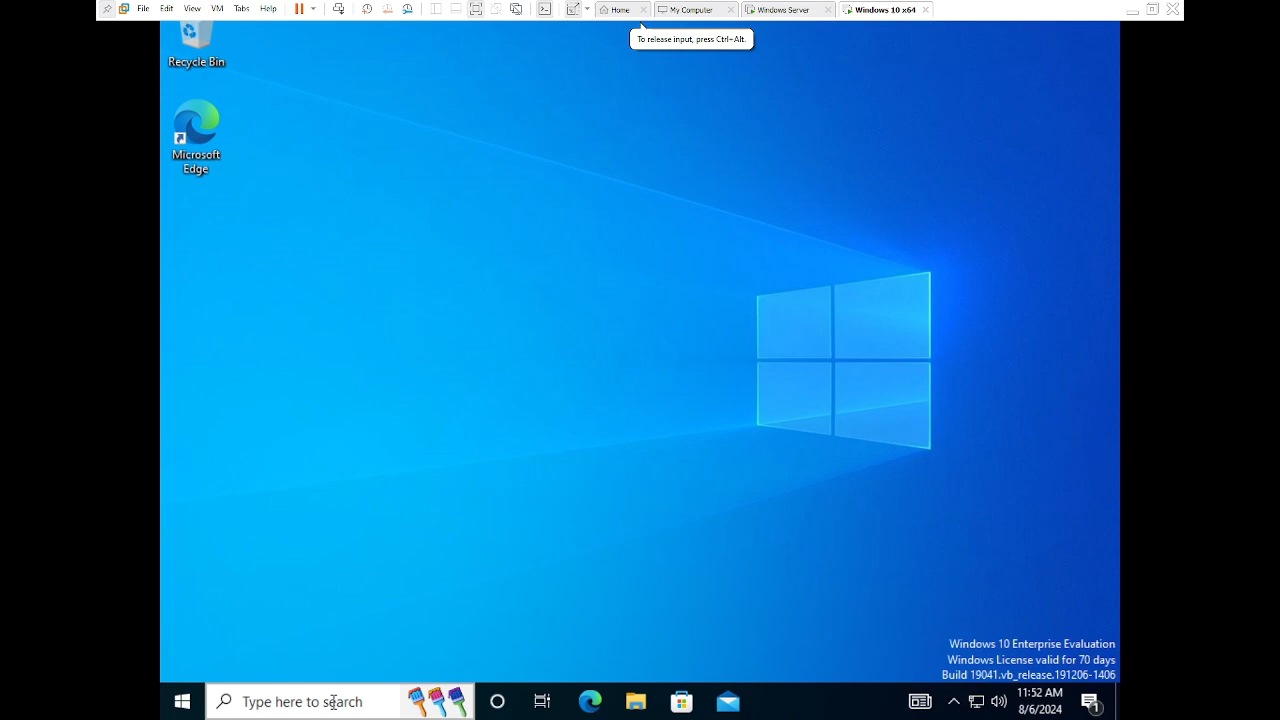 File Edit View VM Tabs Help Home My Computer Windows Server Windows 10 x64
To release input, press Ctrl+Alt.
Recycle Bin
Microsoft
Edge
Windows 10 Enterprise Evaluation
Windows License valid for 70 days
Build 19041.vb_release.191206-1406
Type here to search
11:52 AM
8/6/2024
1